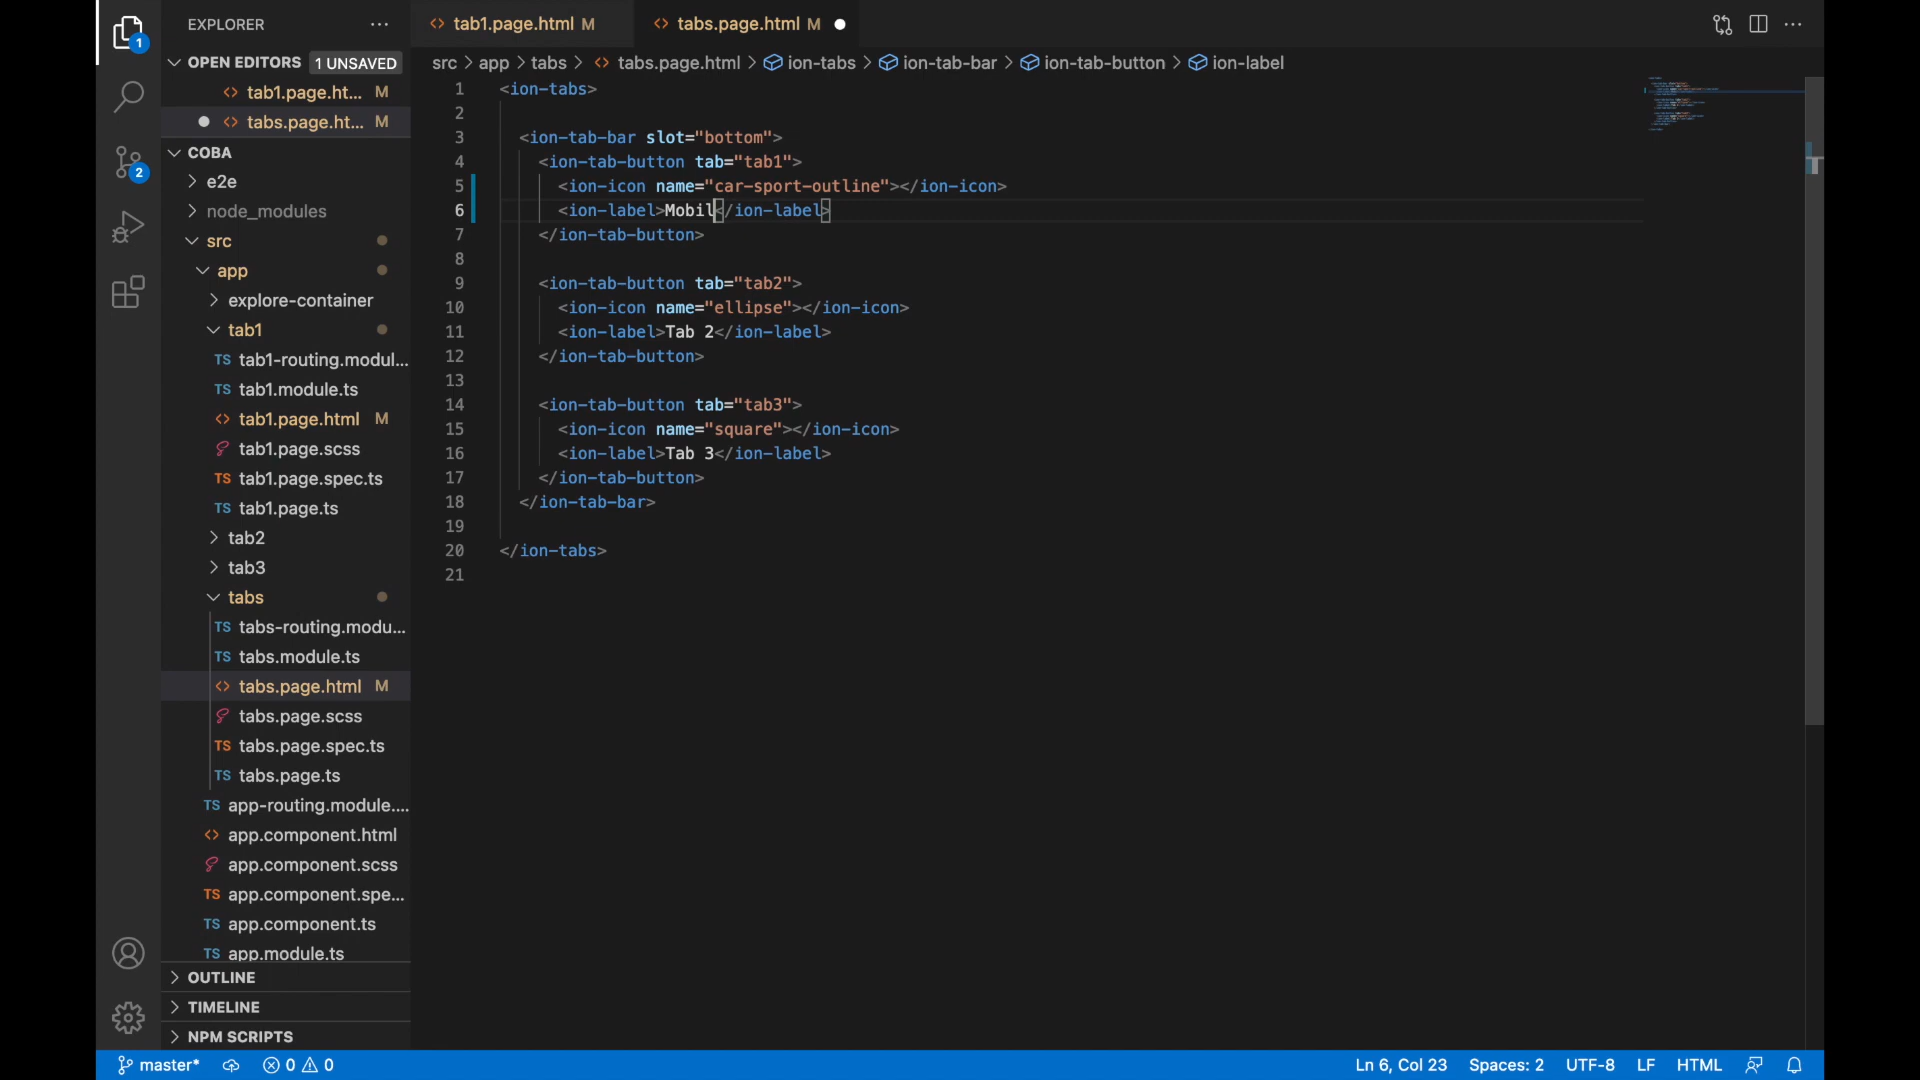 EXPLORER
tab1.page.html M
tabs.page.html M
1
OPEN EDITORS 1 UNSAVED
src > app > tabs > tabs.page.html > ion-tabs > ion-tab-bar > ion-tab-button > ion-label
tab1.page.ht... M
tabs.page.ht... M
COBA
e2e
node_modules
src
app
explore-container
tab1
TS tab1-routing.modul...
TS tab1.module.ts
tab1.page.html M
tab1.page.scss
TS tab1.page.spec.ts
TS tab1.page.ts
tab2
tab3
tabs
TS tabs-routing.modu...
TS tabs.module.ts
tabs.page.html M
tabs.page.scss
TS tabs.page.spec.ts
TS tabs.page.ts
TS app-routing.module....
app.component.html
app.component.scss
TS app.component.spe...
TS app.component.ts
TS app.module.ts
OUTLINE
TIMELINE
NPM SCRIPTS
2
1 <ion-tabs>
2
3 <ion-tab-bar slot="bottom">
4 <ion-tab-button tab="tab1">
5 <ion-icon name="car-sport-outline"></ion-icon>
6 <ion-label>Mobil</ion-label>
7 </ion-tab-button>
8
9 <ion-tab-button tab="tab2">
10 <ion-icon name="ellipse"></ion-icon>
11 <ion-label>Tab 2</ion-label>
12 </ion-tab-button>
13
14 <ion-tab-button tab="tab3">
15 <ion-icon name="square"></ion-icon>
16 <ion-label>Tab 3</ion-label>
17 </ion-tab-button>
18 </ion-tab-bar>
19
20 </ion-tabs>
21
master* 0 0 Ln 6, Col 23 Spaces: 2 UTF-8 LF HTML